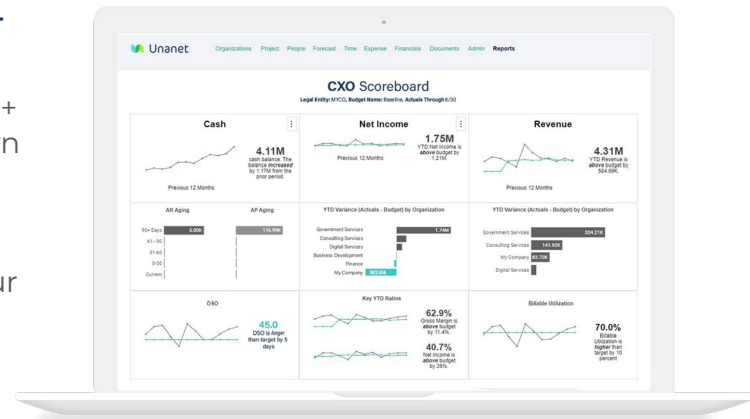 +
n
ur
Unanet
Organizations Project People Forecast Time Expense Financials Documents Admin Reports
CXO Scoreboard
Legal Entity: MYCO, Budget Name: Baseline, Actuals Through 6/30
Cash
4.11M
cash balance. The
balance increased
by 1.17M from the
prior period.
Previous 12 Months
Net Income
1.75M
YTD Net Income is
above budget by
1.21M.
Previous 12 Months
Revenue
4.31M
YTD Revenue is
above budget by
584.89K.
Previous 12 Months
AR Aging
AP Aging
90+ Days 5.00K 116.99K
61 - 90
31-60
0-30
Current
YTD Variance (Actuals - Budget) by Organization
Government Services 1.74M
Consulting Services
Digital Services
Business Development
Finance
My Company
YTD Variance (Actuals - Budget) by Organization
Government Services 334.21K
Consulting Services 141.92K
My Company 83.72K
Digital Services
DSO
45.0
DSO is longer
than target by 5
days
Key YTD Ratios
62.9%
Gross Margin is
above budget
by 11.4%
40.7%
Net Income is
above budget
by 26%
Billable Utilization
70.0%
Billable
Utilization is
higher than
target by 10
percent